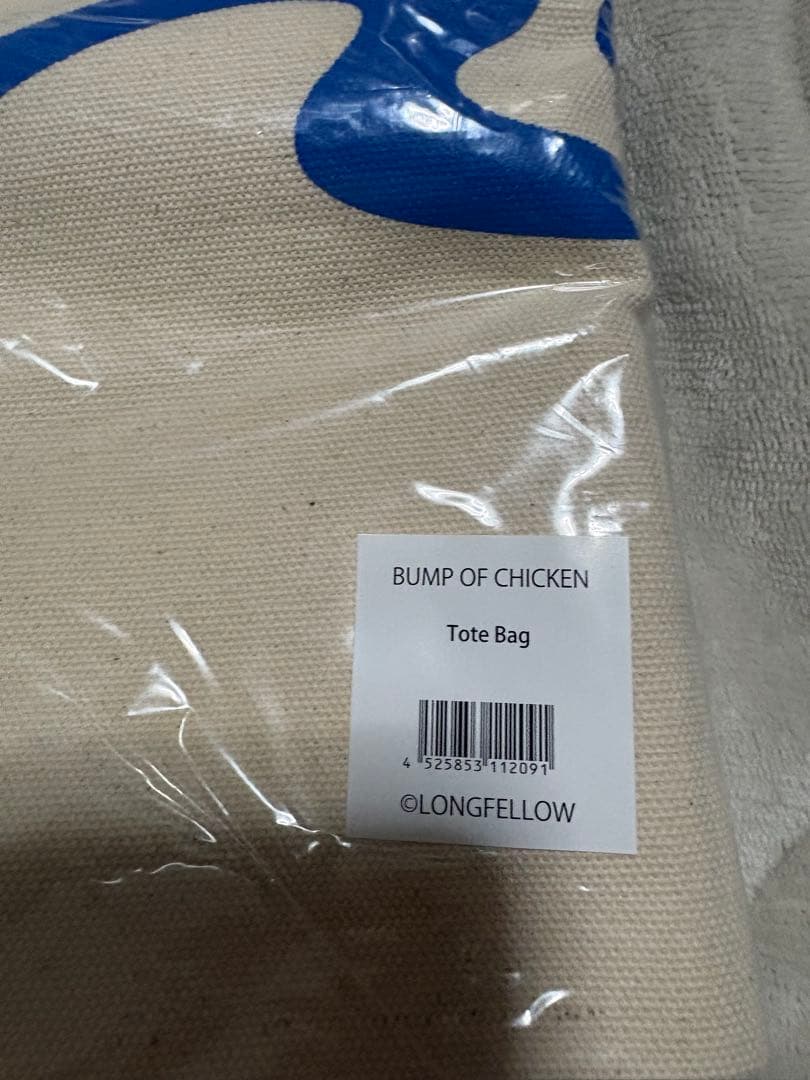 BUMP OF CHICKEN
Tote Bag
4 525853 112091
©LONGFELLOW